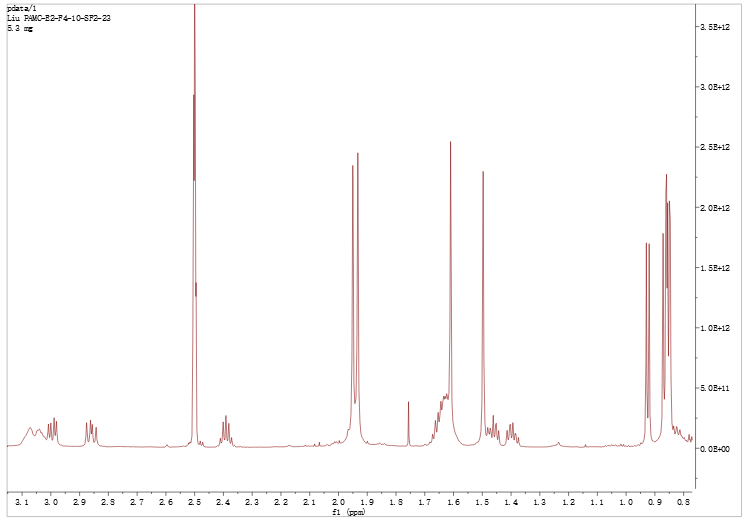 pdata/1
Liu PAMC-E2-F4-10-SF2-23
5.3 mg
3.5E+12
3.0E+12
2.5E+12
2.0E+12
1.5E+12
1.0E+12
5.0E+11
0.0E+00
3.1 3.0 2.9 2.8 2.7 2.6 2.5 2.4 2.3 2.2 2.1 2.0 1.9 1.8 1.7 1.6 1.5 1.4 1.3 1.2 1.1 1.0 0.9 0.8
f1 (ppm)